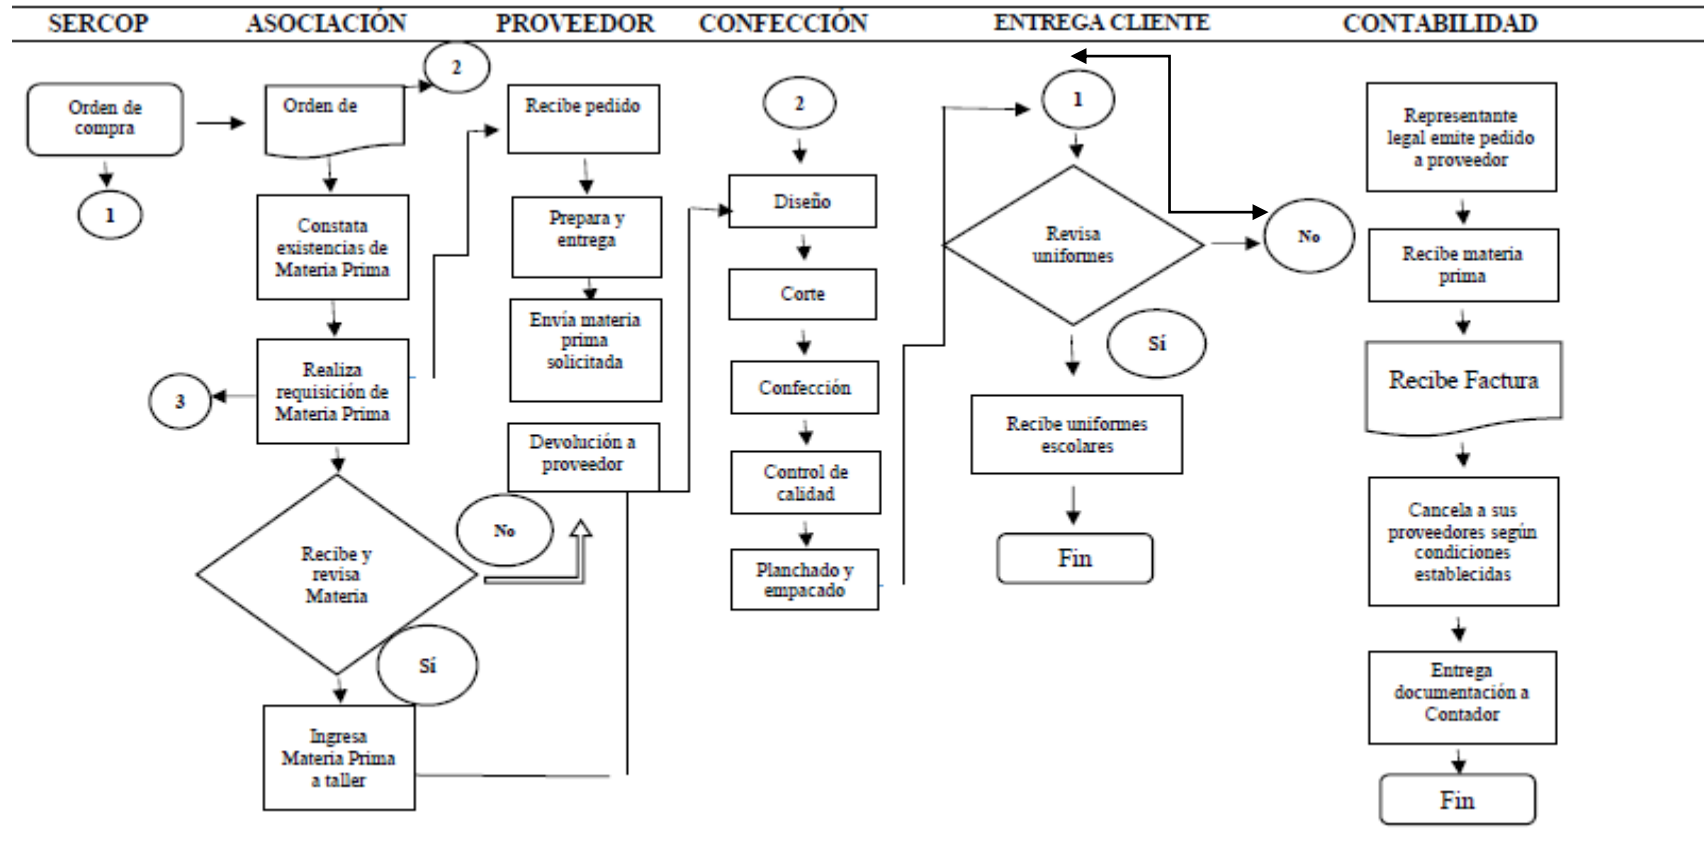 SERCOP
ASOCIACIÓN
PROVEEDOR
CONFECCIÓN
ENTREGA CLIENTE
CONTABILIDAD
Orden de
compra
1
Orden de
2
Constata
existencias de
Materia Prima
Realiza
requisición de
Materia Prima
3
Recibe y
revisa
Materia
No
Sí
Ingresa
Materia Prima
a taller
Recibe pedido
Prepara y
entrega
Envía materia
prima
solicitada
Devolución a
proveedor
2
Diseño
Corte
Confección
Control de
calidad
Planchado y
empacado
1
Revisa
uniformes
No
Sí
Recibe uniformes
escolares
Fin
Representante
legal emite pedido
a proveedor
Recibe materia
prima
Recibe Factura
Cancela a sus
proveedores según
condiciones
establecidas
Entrega
documentación a
Contador
Fin